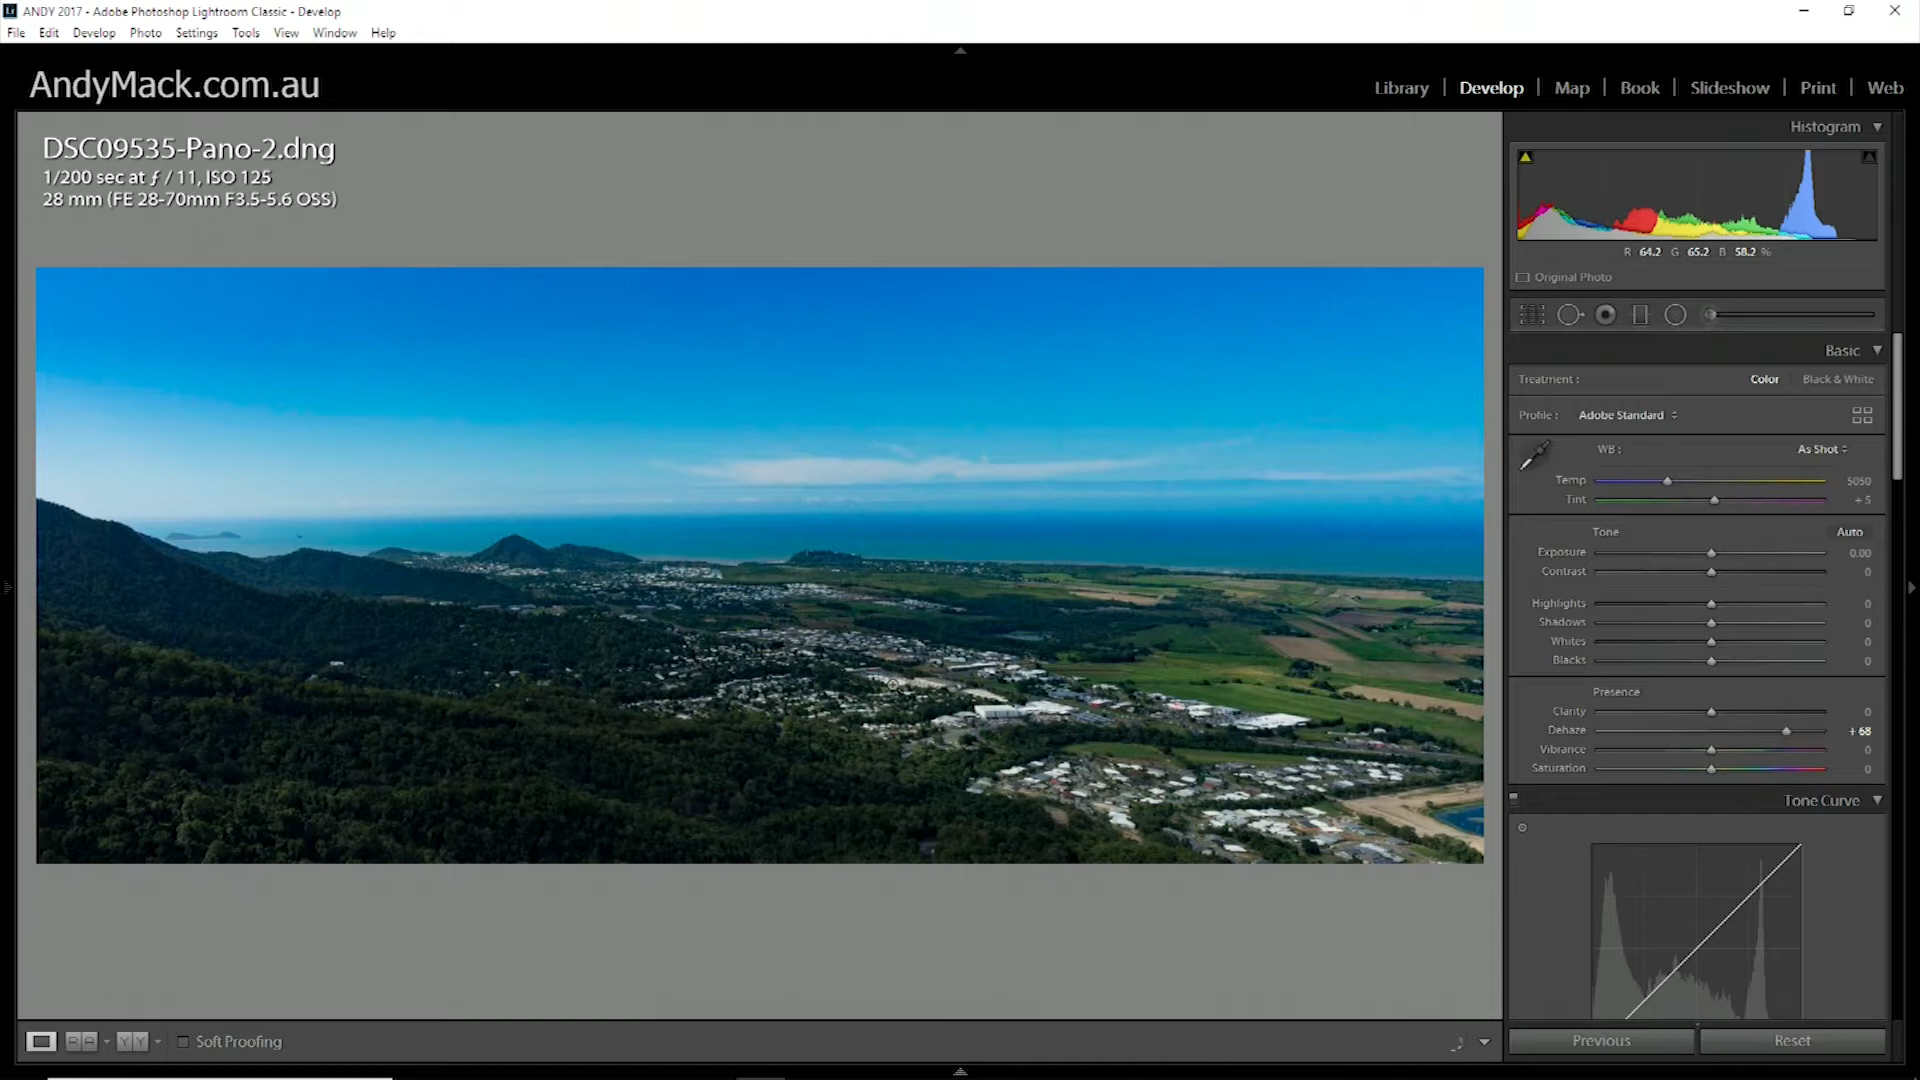 ANDY 2017 - Adobe Photoshop Lightroom Classic - Develop
File Edit Develop Photo Settings Tools View Window Help
AndyMack.com.au
Library | Develop | Map | Book | Slideshow | Print | Web
DSC09535-Pano-2.dng
1/200 sec at ƒ / 11, ISO 125
28 mm (FE 28-70mm F3.5-5.6 OSS)
Histogram
R 64.2 G 65.2 B 58.2 %
Original Photo
Basic
Treatment : Color Black & White
Profile : Adobe Standard
WB : As Shot
Temp 5050
Tint + 5
Tone Auto
Exposure 0.00
Contrast 0
Highlights 0
Shadows 0
Whites 0
Blacks 0
Presence
Clarity 0
Dehaze + 68
Vibrance 0
Saturation 0
Tone Curve
Soft Proofing
Previous Reset